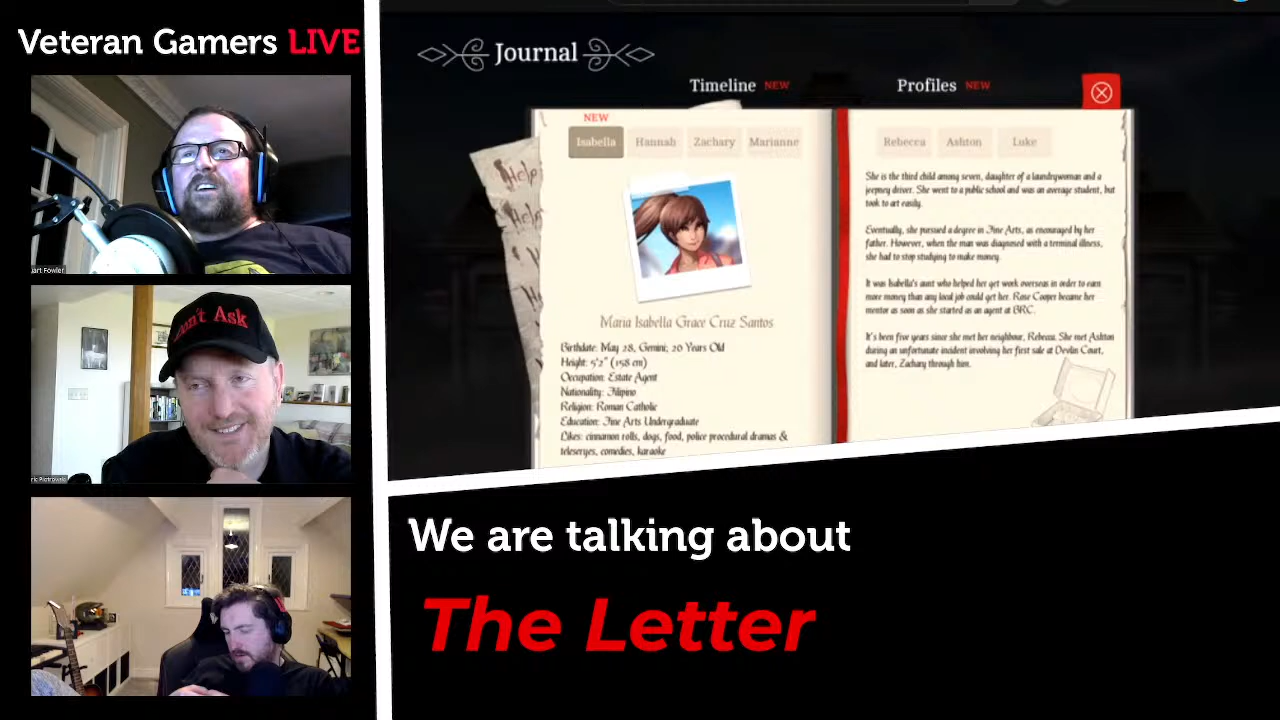 Veteran Gamers LIVE
art Fowler
Don't Ask
ric Piotrowski
Journal
Timeline NEW
Profiles NEW
NEW
Isabella
Hannah
Zachary
Marianne
Rebecca
Ashton
Luke
Help
Help
Maria Isabella Grace Cruz Santos
Birthdate: May 28, Gemini; 20 Years Old
Height: 5'2" (158 cm)
Occupation: Estate Agent
Nationality: Filipino
Religion: Roman Catholic
Education: Fine Arts Undergraduate
Likes: cinnamon rolls, dogs, food, police procedural dramas &
teleseryes, comedies, karaoke
She is the third child among seven, daughter of a laundrywoman and a
jeepney driver. She went to a public school and was an average student, but
took to art easily.
Eventually, she pursued a degree in Fine Arts, as encouraged by her
father. However, when the man was diagnosed with a terminal illness,
she had to stop studying to make money.
It was Isabella's aunt who helped her get work overseas in order to earn
more money than any local job could get her. Rose Cooper became her
mentor as soon as she started as an agent at BRC.
It's been five years since she met her neighbour, Rebecca. She met Ashton
during an unfortunate incident involving her first sale at Devlin Court,
and later, Zachary through him.
We are talking about
The Letter